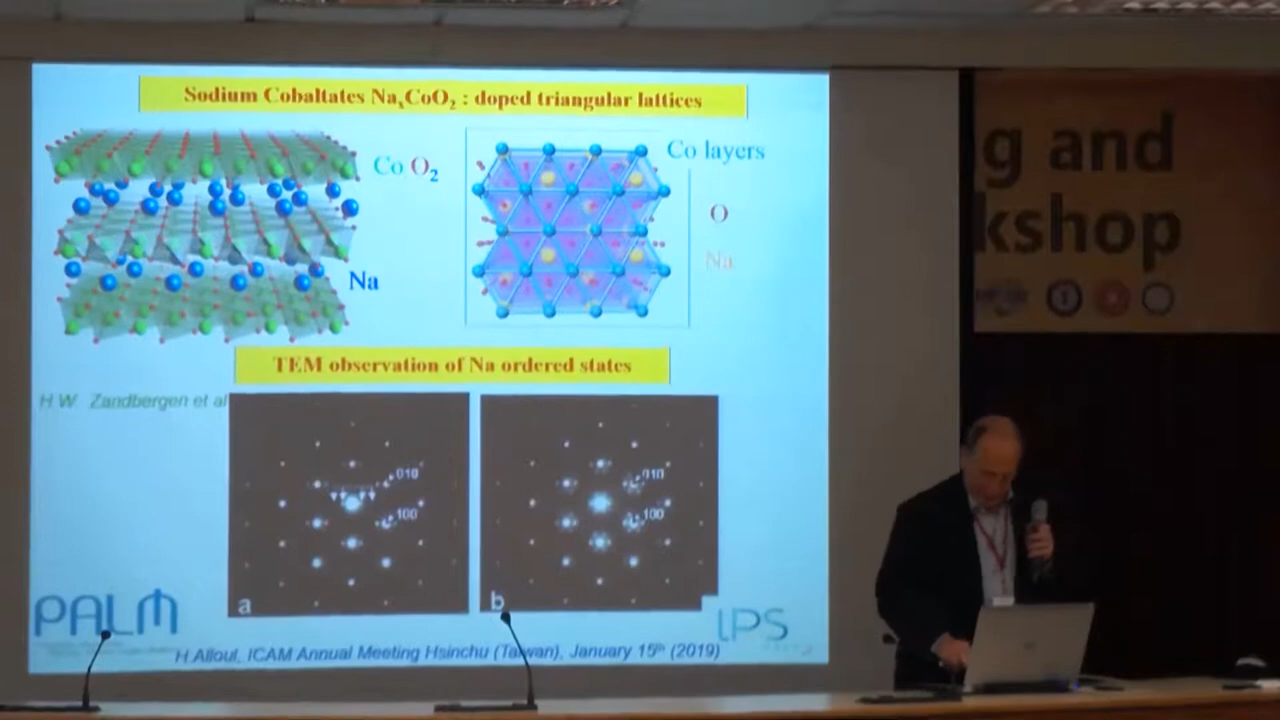 Sodium Cobaltates NaxCoO2 : doped triangular lattices
Co O2
Na
Co layers
O
Na
TEM observation of Na ordered states
H.W. Zandbergen et al
010
100
a
010
100
b
PALM
LPS
H.Alloul, ICAM Annual Meeting Hsinchu (Taiwan), January 15th (2019)
g and
kshop